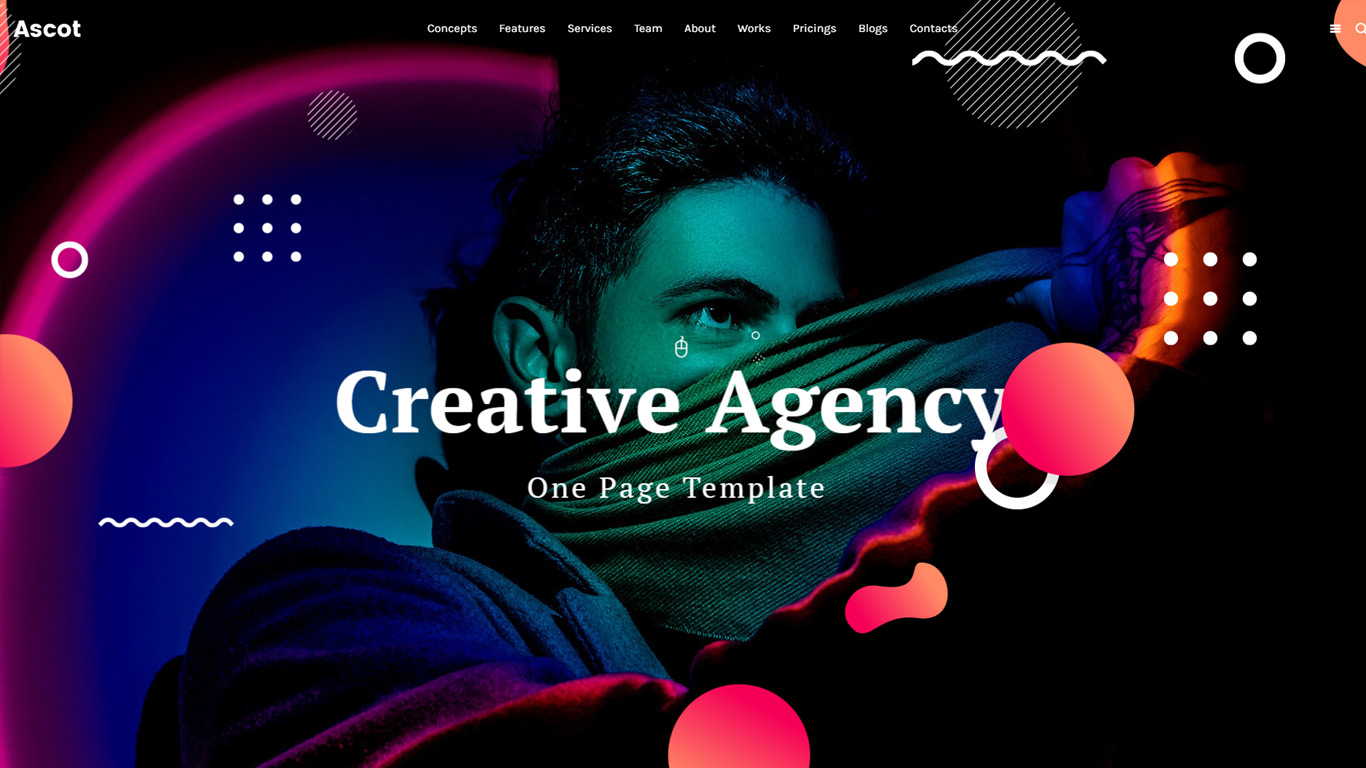 Ascot
Concepts Features Services Team About Works Pricings Blogs Contacts
Creative Agency
One Page Template